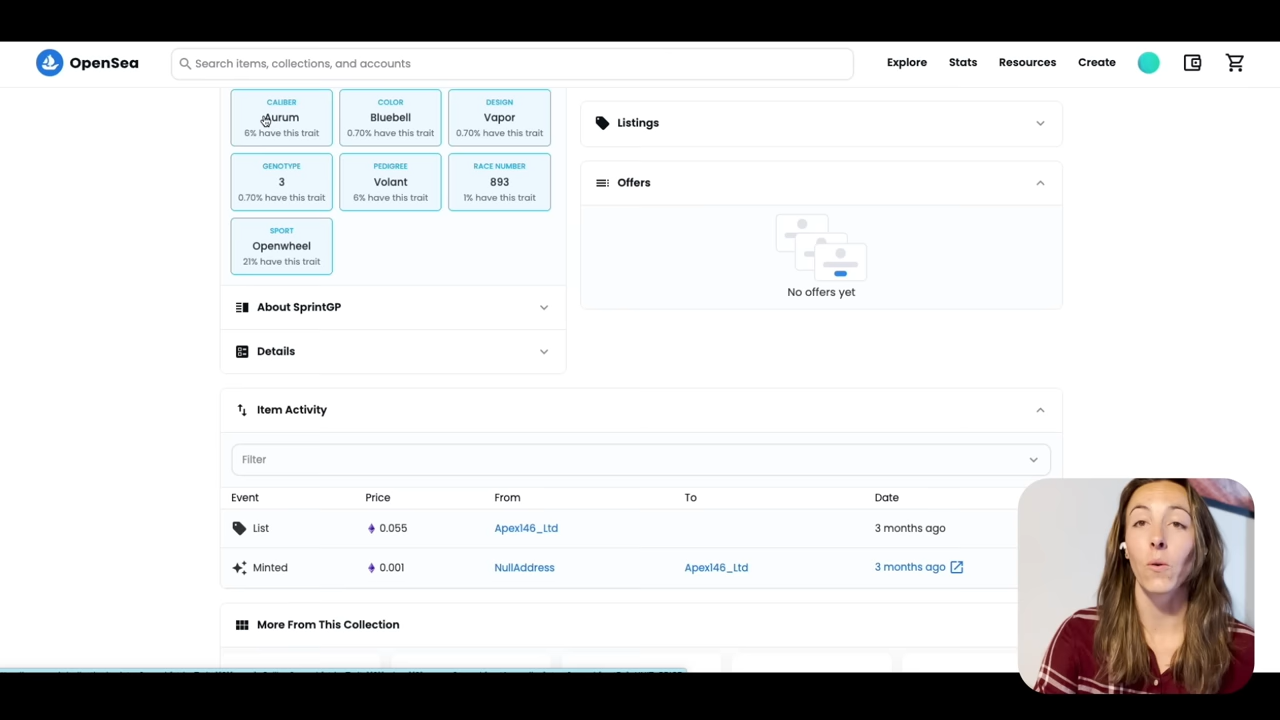 OpenSea
Search items, collections, and accounts
Explore
Stats
Resources
Create
CALIBER
Aurum
6% have this trait
COLOR
Bluebell
0.70% have this trait
DESIGN
Vapor
0.70% have this trait
GENOTYPE
3
0.70% have this trait
PEDIGREE
Volant
6% have this trait
RACE NUMBER
893
1% have this trait
SPORT
Openwheel
21% have this trait
About SprintGP
Details
Listings
Offers
No offers yet
Item Activity
Filter
Event Price From To Date
List 0.055 Apex146_Ltd 3 months ago
Minted 0.001 NullAddress Apex146_Ltd 3 months ago
More From This Collection